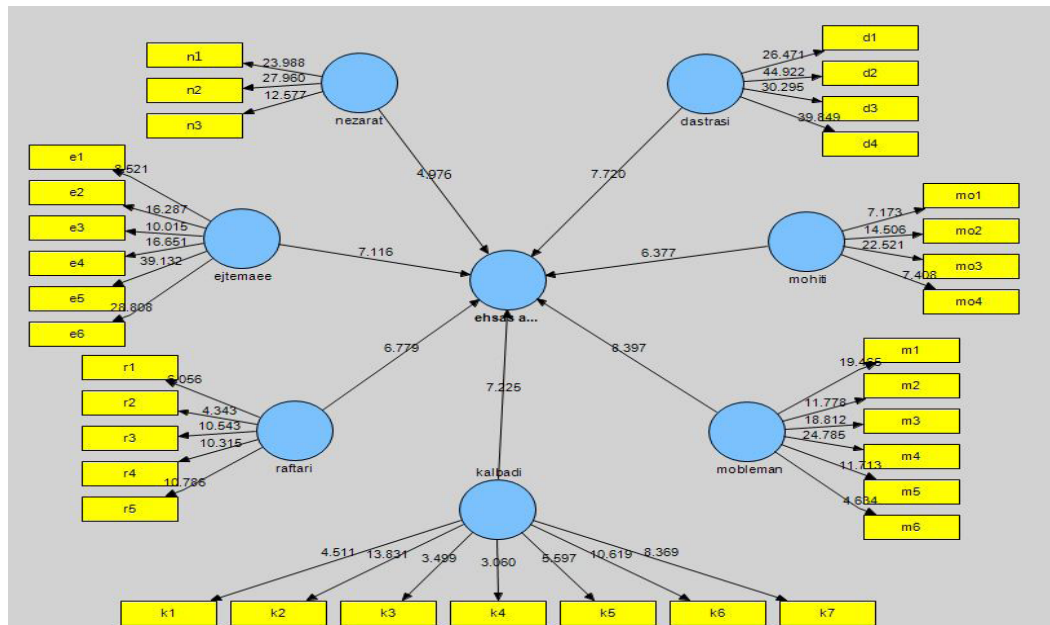 n1
23.988
n2
27.960
n3
12.577
nezarat
4.976
d1
26.471
d2
44.922
d3
30.295
d4
39.849
dastrasi
7.720
e1
8.521
e2
16.287
e3
10.015
e4
16.651
e5
39.132
e6
28.808
ejtemaee
7.116
mo1
7.173
mo2
14.506
mo3
22.521
mo4
7.408
mohiti
6.377
ehsas a...
r1
6.056
r2
4.343
r3
10.543
r4
10.315
r5
raftari
6.779
m1
m2
11.778
m3
18.812
m4
24.785
m5
11.713
m6
4.634
mobleman
8.397
kalbadi
7.225
4.511
13.831
3.499
3.060
5.597
10.619
8.369
k1
k2
k3
k4
k5
k6
k7